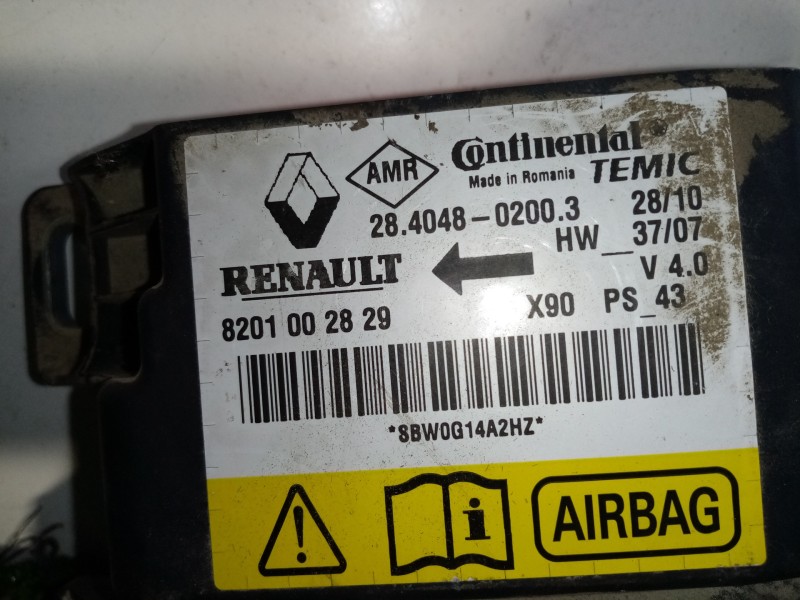 AMR
Continental
Made in Romania TEMIC
28.4048-0200.3 28/10
HW_37/07
RENAULT
V 4.0
8201 00 28 29 X90 PS_43
*SBW0G14A2HZ*
i
AIRBAG